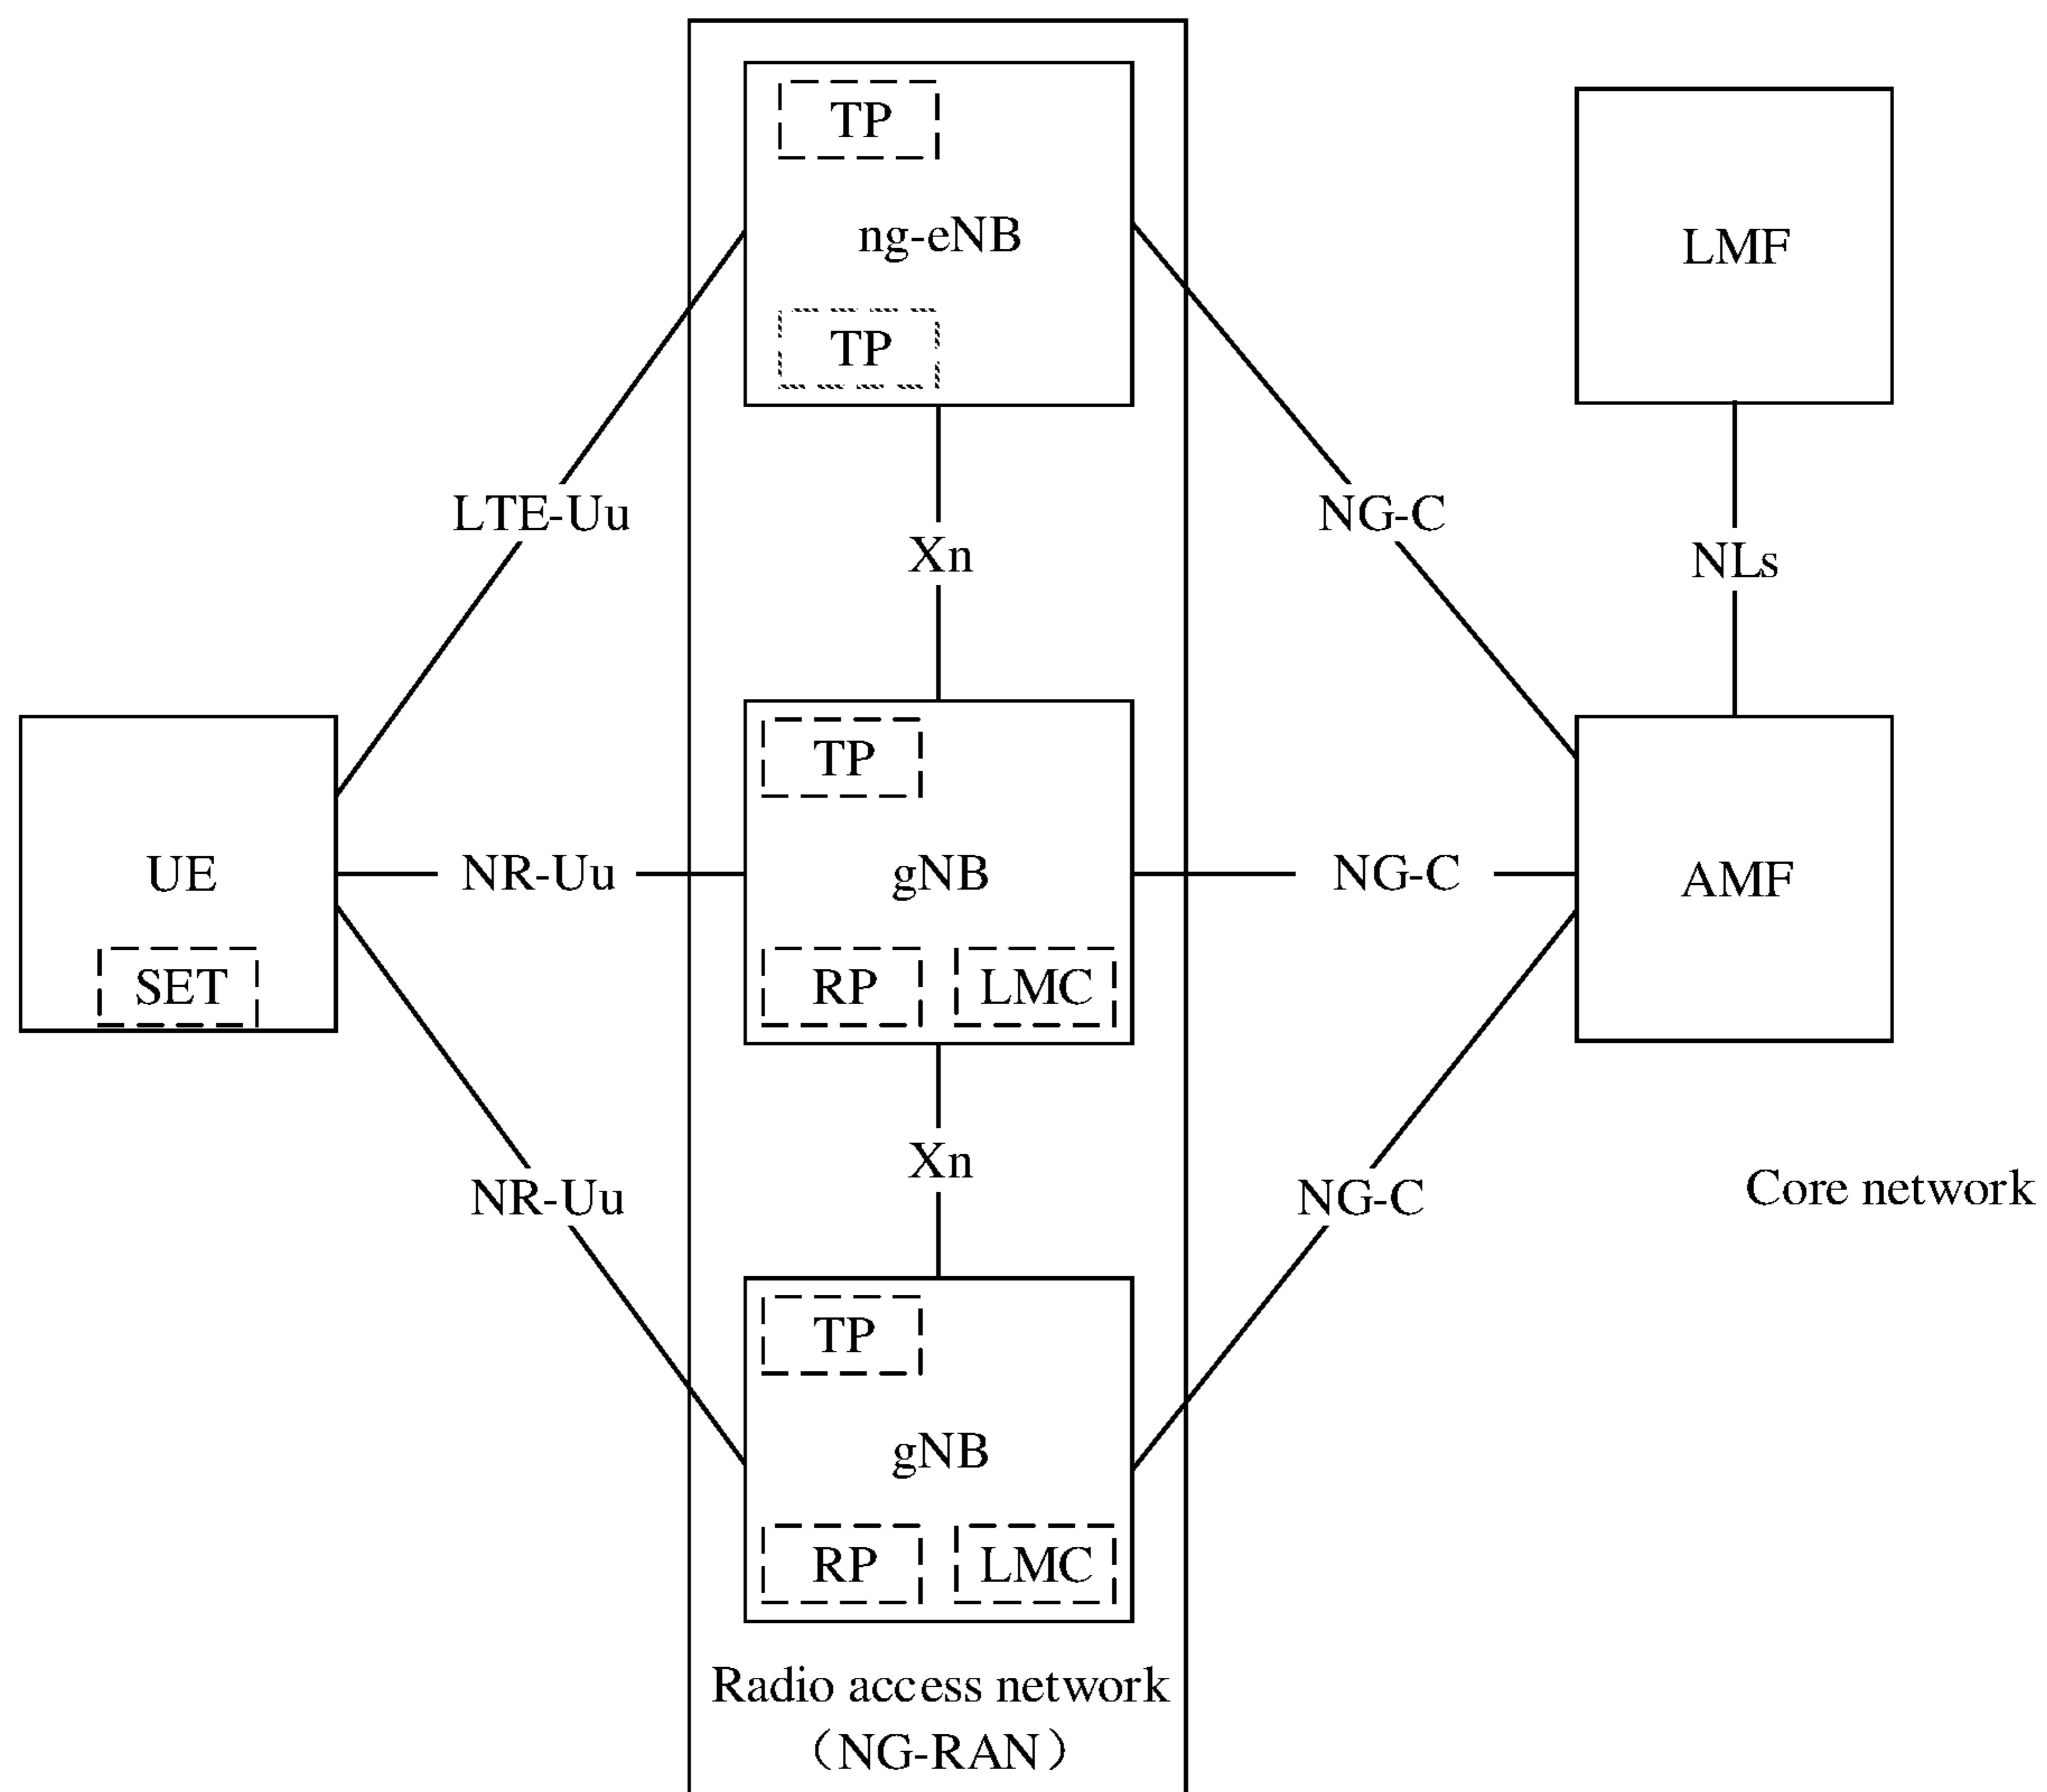 TP
ng-eNB
LMF
TP
LTE-Uu
NG-C
Xn
NLs
TP
UE
NR-Uu
gNB
NG-C
AMF
SET
RP
LMC
Xn
NR-Uu
NG-C
Core network
TP
gNB
RP
LMC
Radio access network
（NG-RAN）